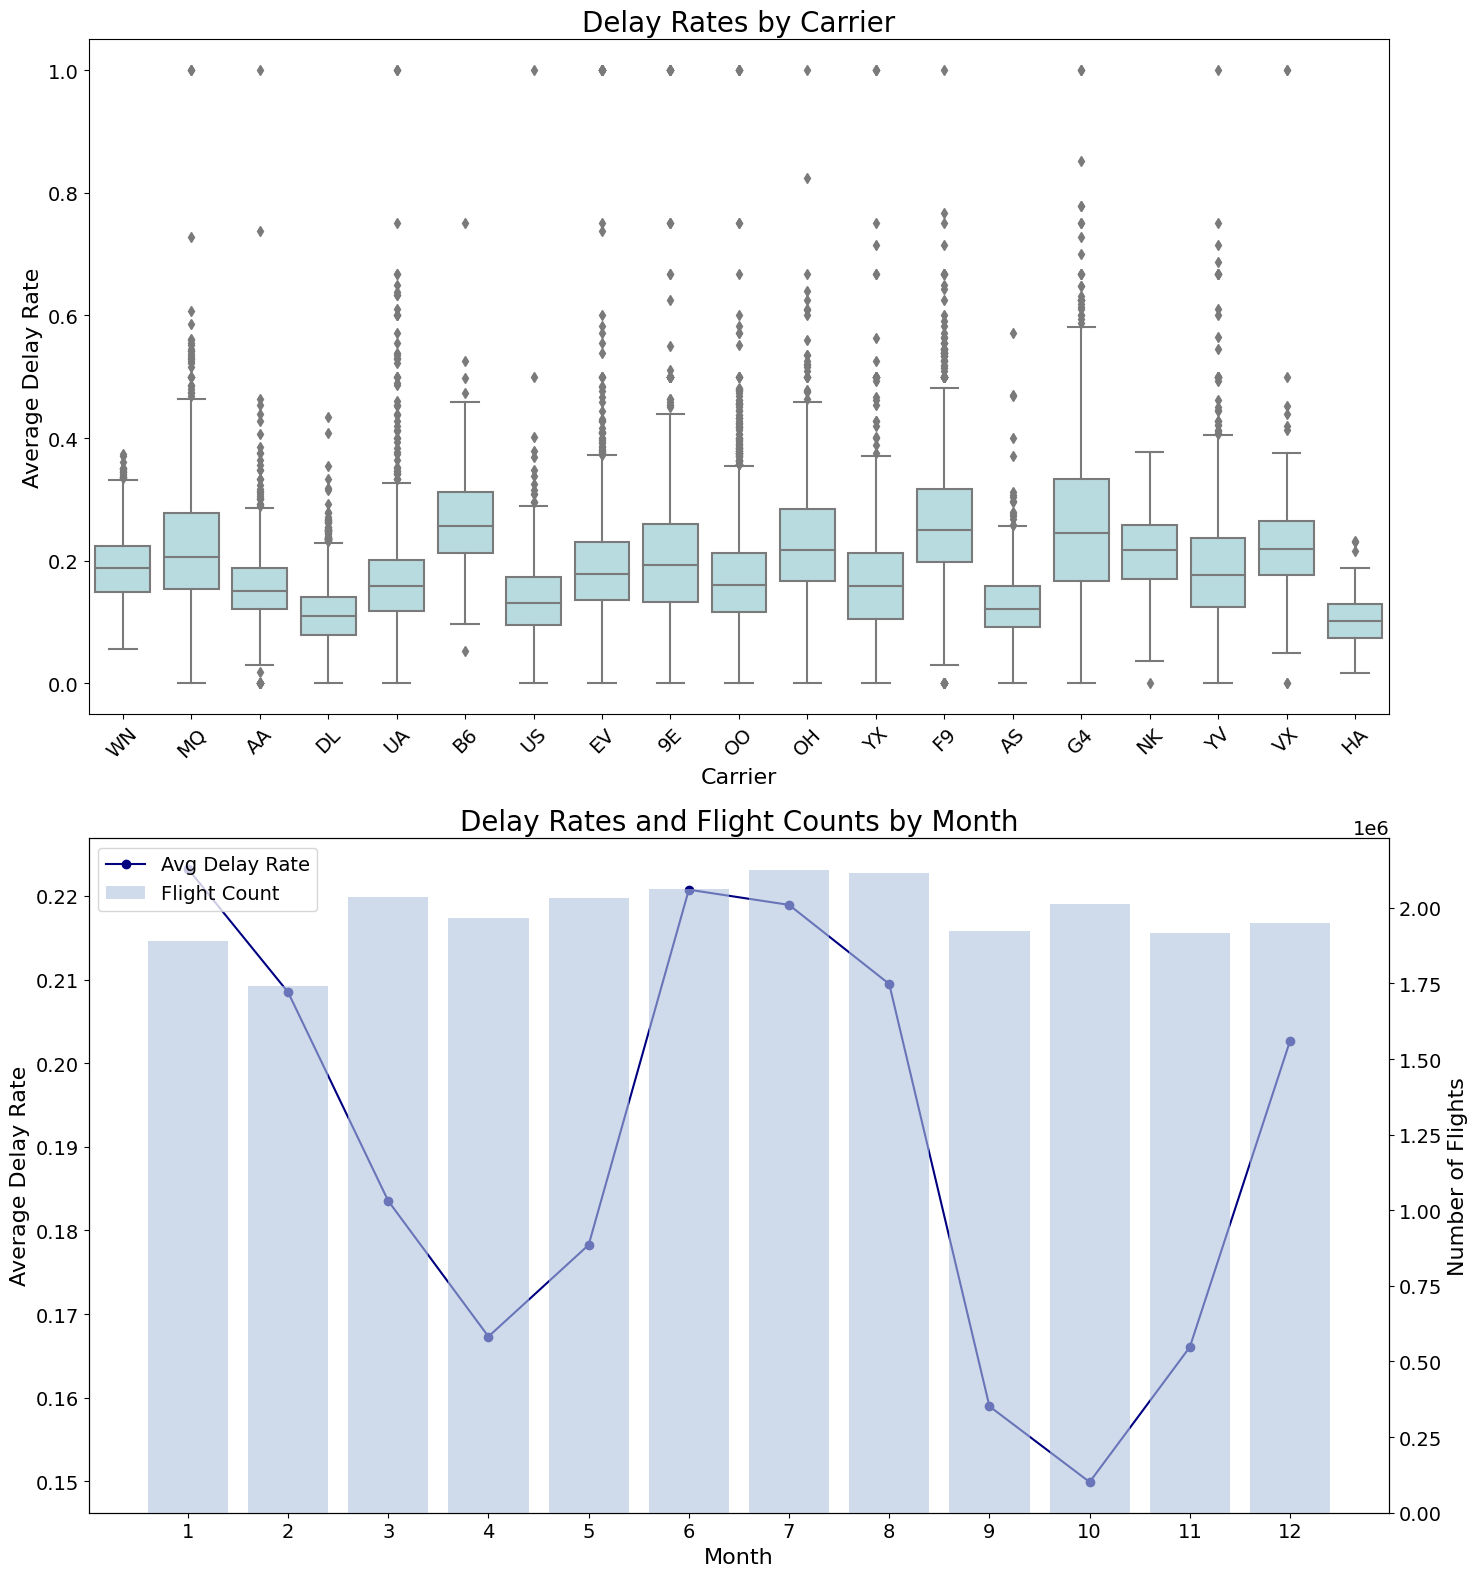 Delay Rates by Carrier
Average Delay Rate
1.0
0.8
0.6
0.4
0.2
0.0
WN MQ AA DL UA B6 US EV 9E OO OH YX F9 AS G4 NK YV VX HA
Carrier
Delay Rates and Flight Counts by Month
1e6
Avg Delay Rate
Flight Count
Average Delay Rate
0.22
0.21
0.20
0.19
0.18
0.17
0.16
0.15
Number of Flights
2.00
1.75
1.50
1.25
1.00
0.75
0.50
0.25
0.00
1 2 3 4 5 6 7 8 9 10 11 12
Month